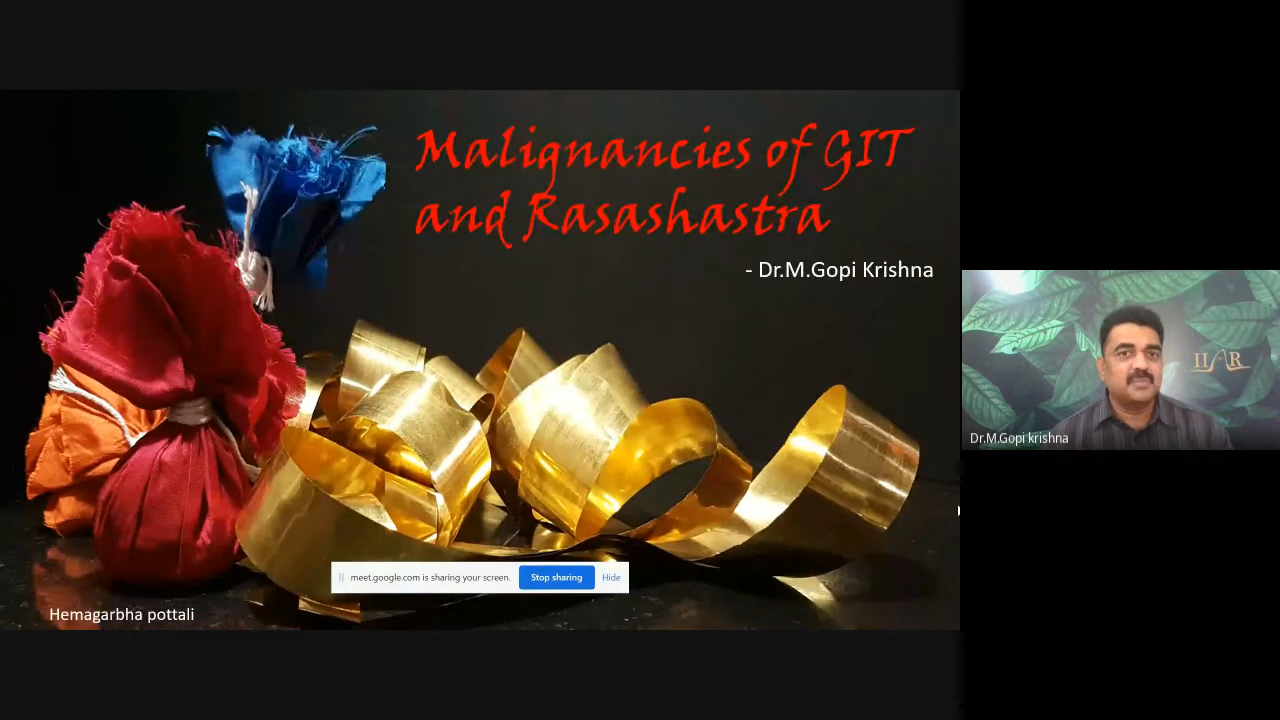 Malignancies of GIT
and Rasashastra
- Dr.M.Gopi Krishna
meet.google.com is sharing your screen.
Stop sharing
Hide
Hemagarbha pottali
IIAR
Dr.M.Gopi krishna